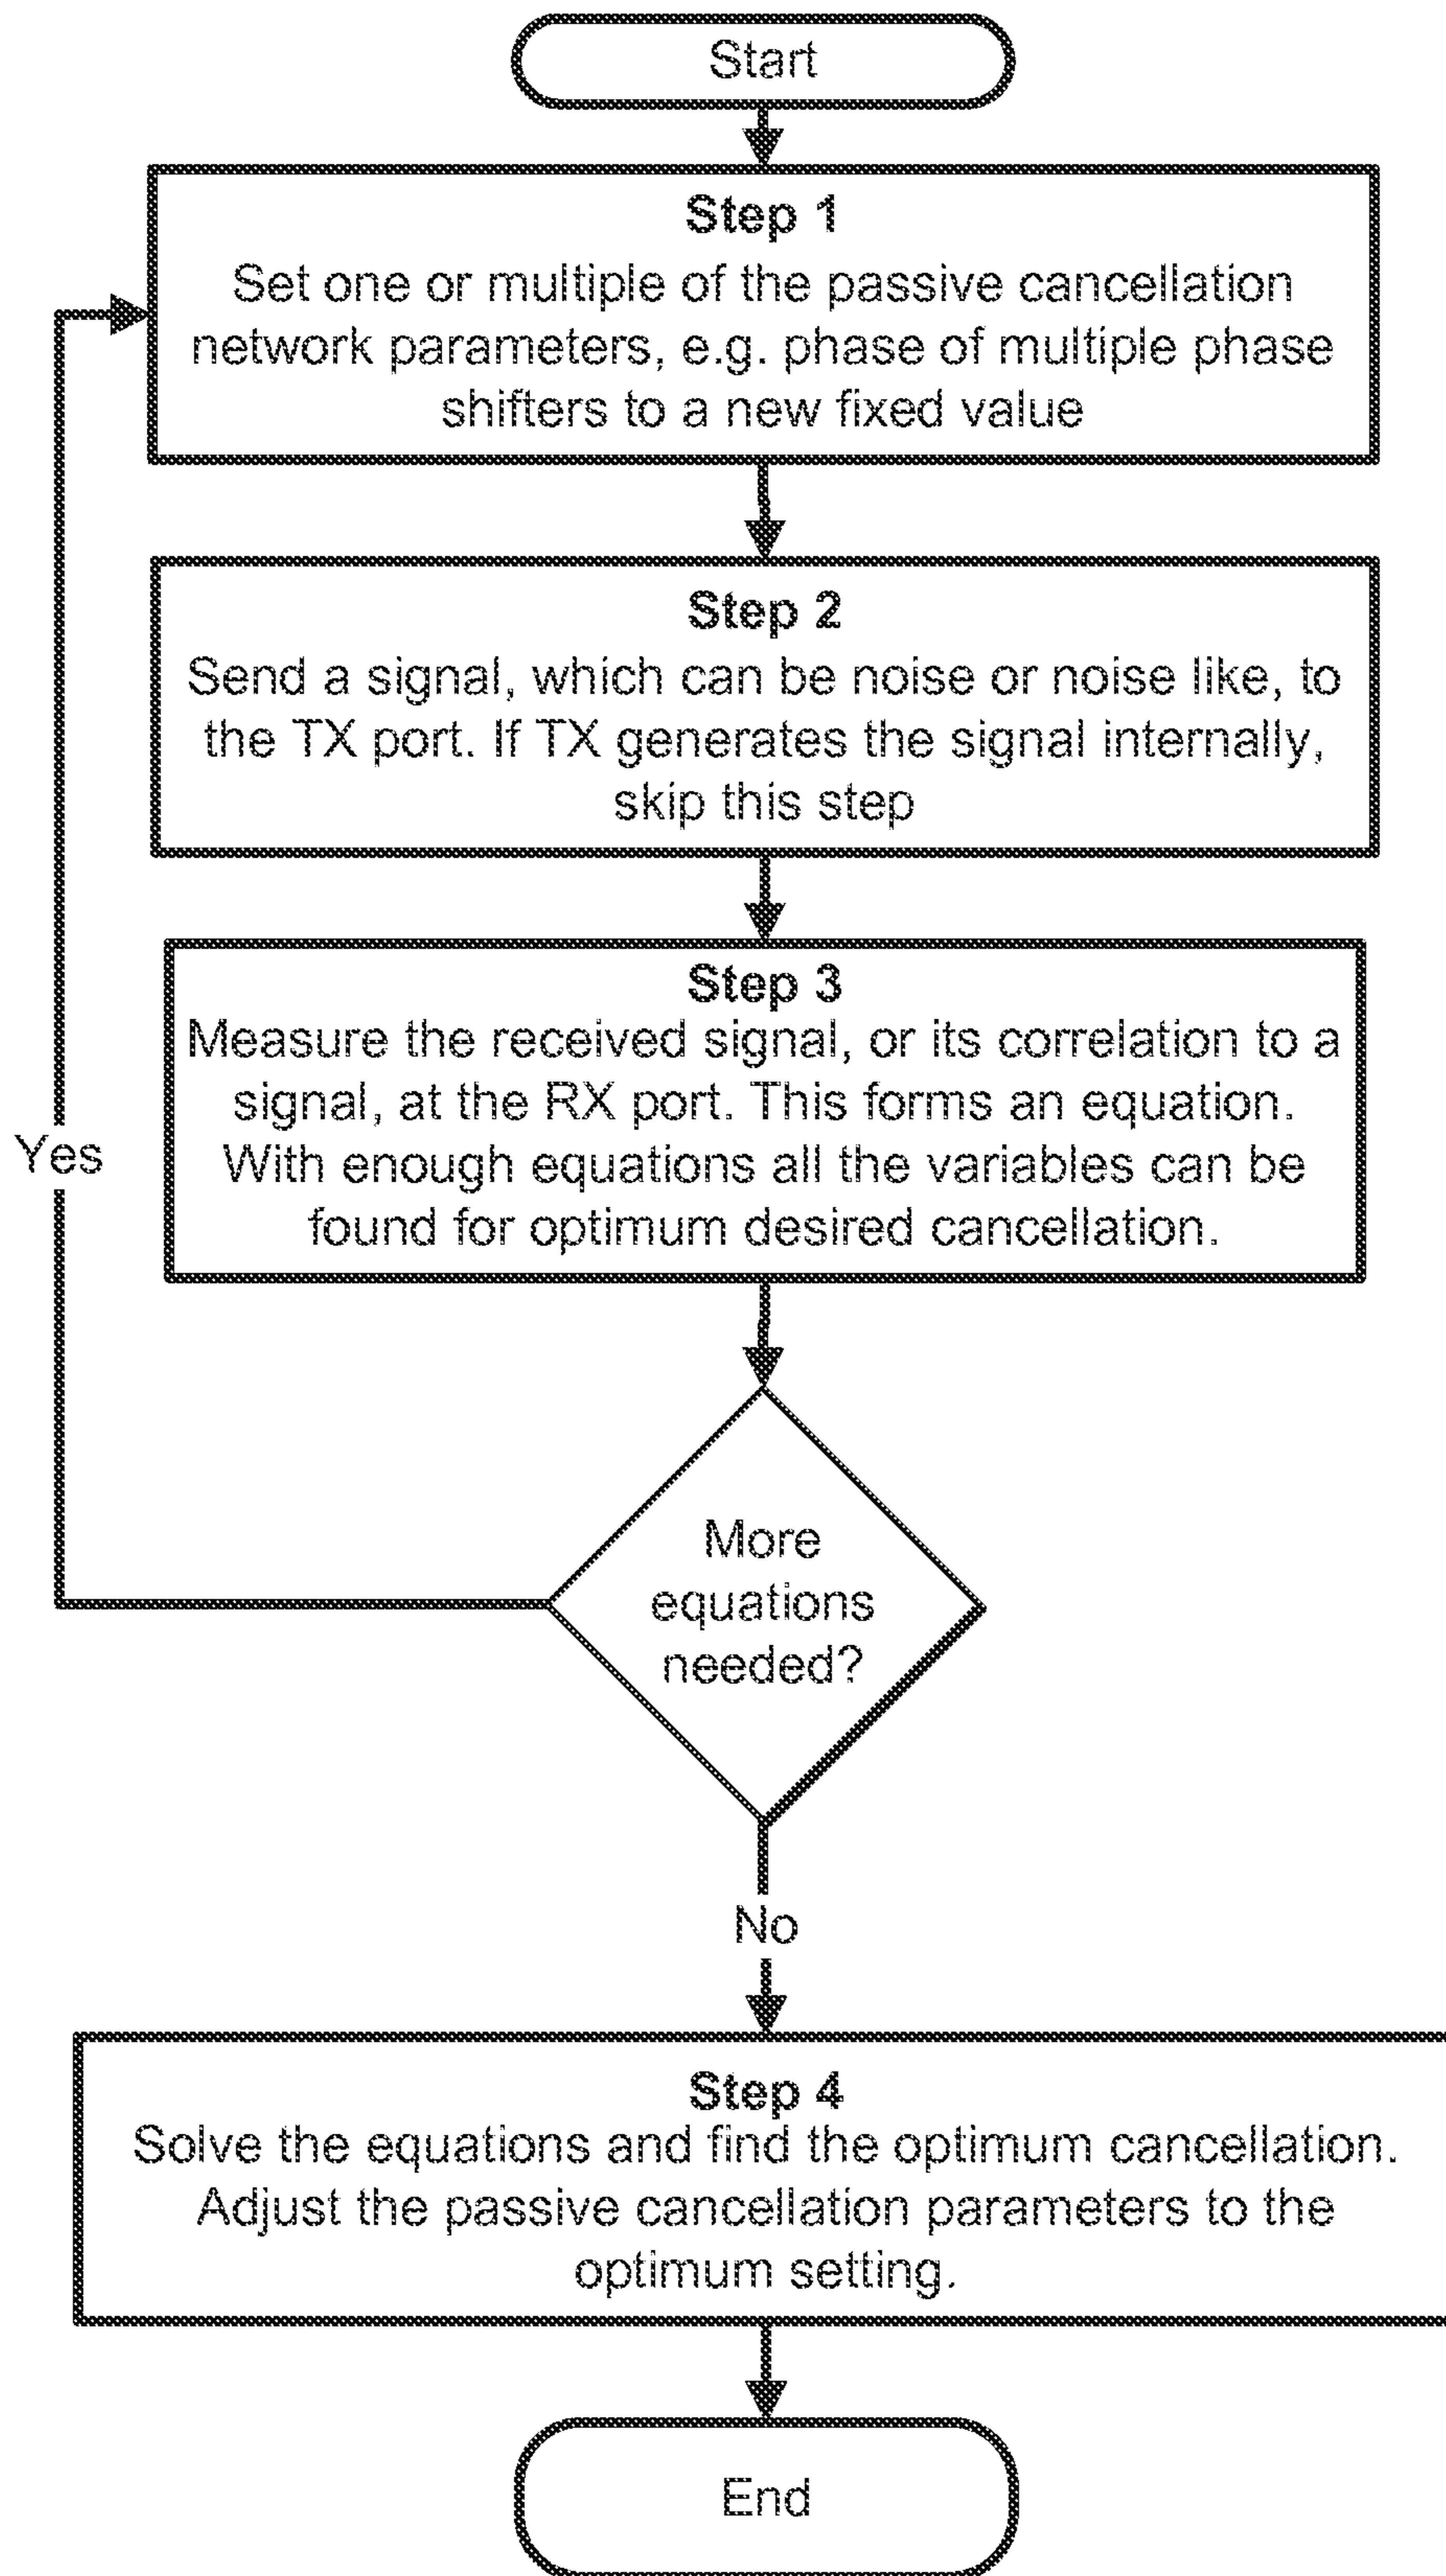 Start
Step 1
Set one or multiple of the passive cancellation
network parameters, e.g. phase of multiple phase
shifters to a new fixed value
Step 2
Send a signal, which can be noise or noise like, to
the TX port. If TX generates the signal internally,
skip this step
Step 3
Measure the received signal, or its correlation to a
signal, at the RX port. This forms an equation.
With enough equations all the variables can be
found for optimum desired cancellation.
Yes
More
equations
needed?
No
Step 4
Solve the equations and find the optimum cancellation.
Adjust the passive cancellation parameters to the
optimum setting.
End